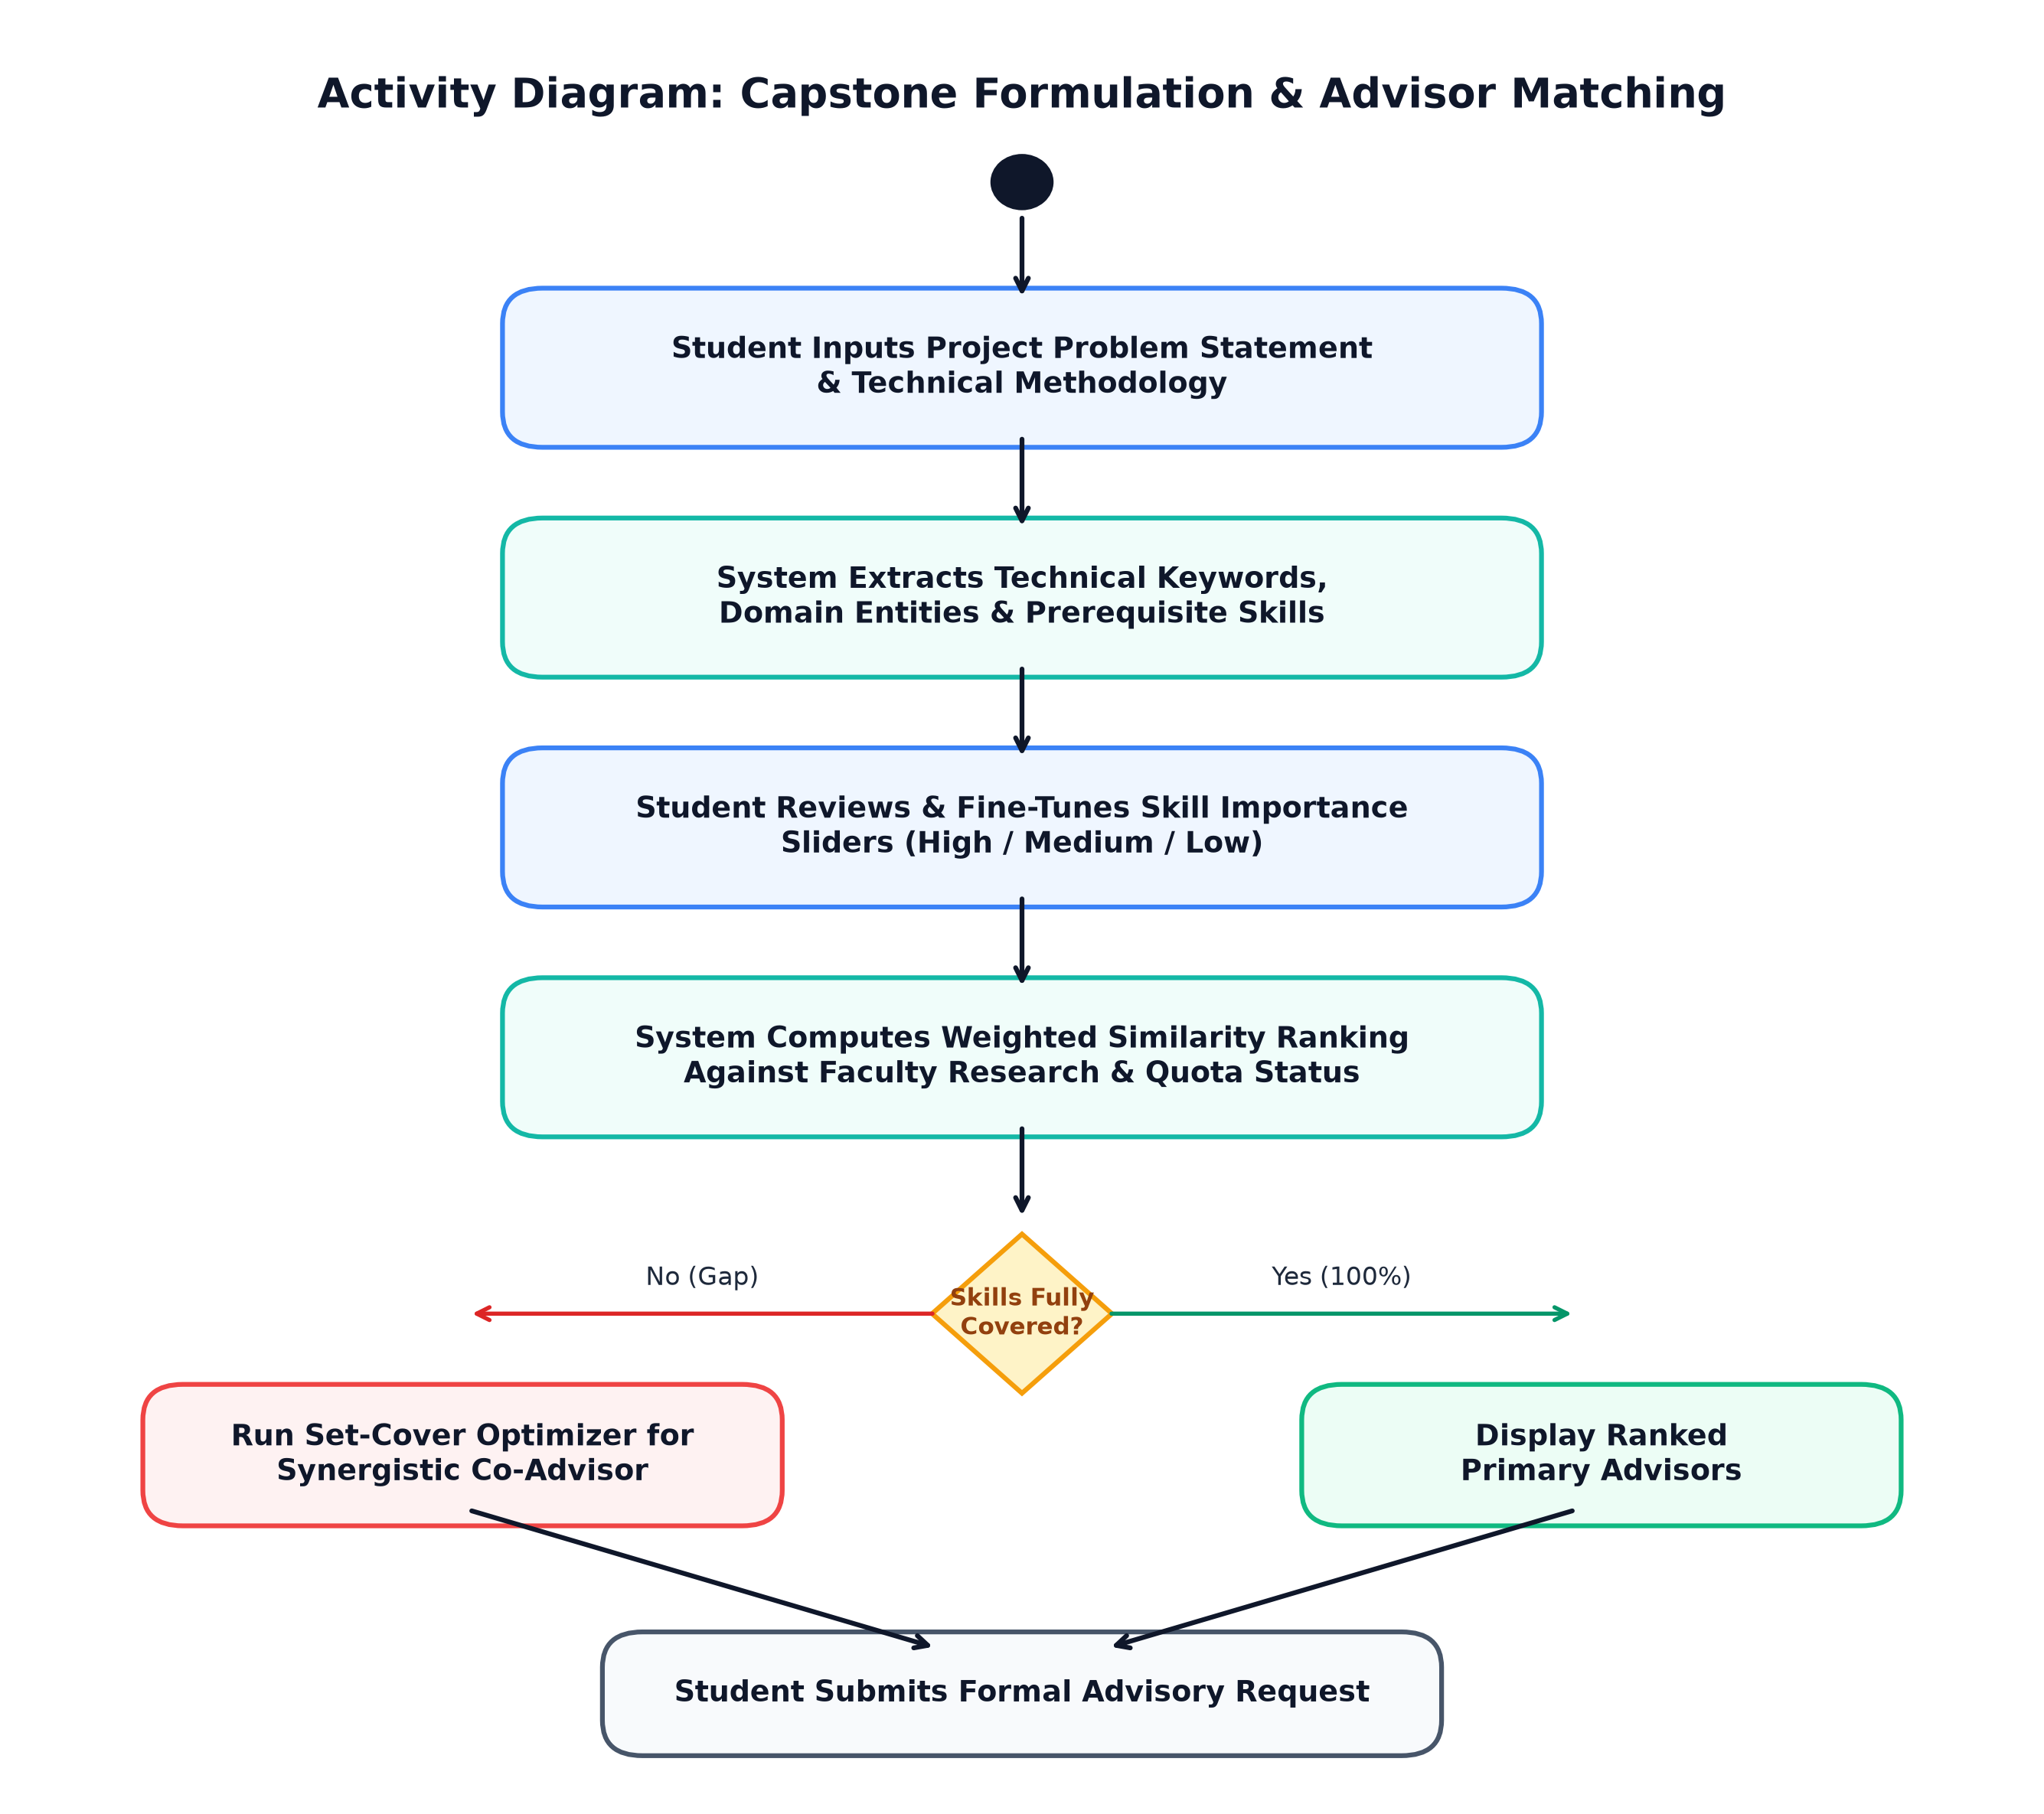 Activity Diagram: Capstone Formulation & Advisor Matching
Student Inputs Project Problem Statement
& Technical Methodology
System Extracts Technical Keywords,
Domain Entities & Prerequisite Skills
Student Reviews & Fine-Tunes Skill Importance
Sliders (High / Medium / Low)
System Computes Weighted Similarity Ranking
Against Faculty Research & Quota Status
No (Gap)
Yes (100%)
Skills Fully
Covered?
Run Set-Cover Optimizer for
Synergistic Co-Advisor
Display Ranked
Primary Advisors
Student Submits Formal Advisory Request